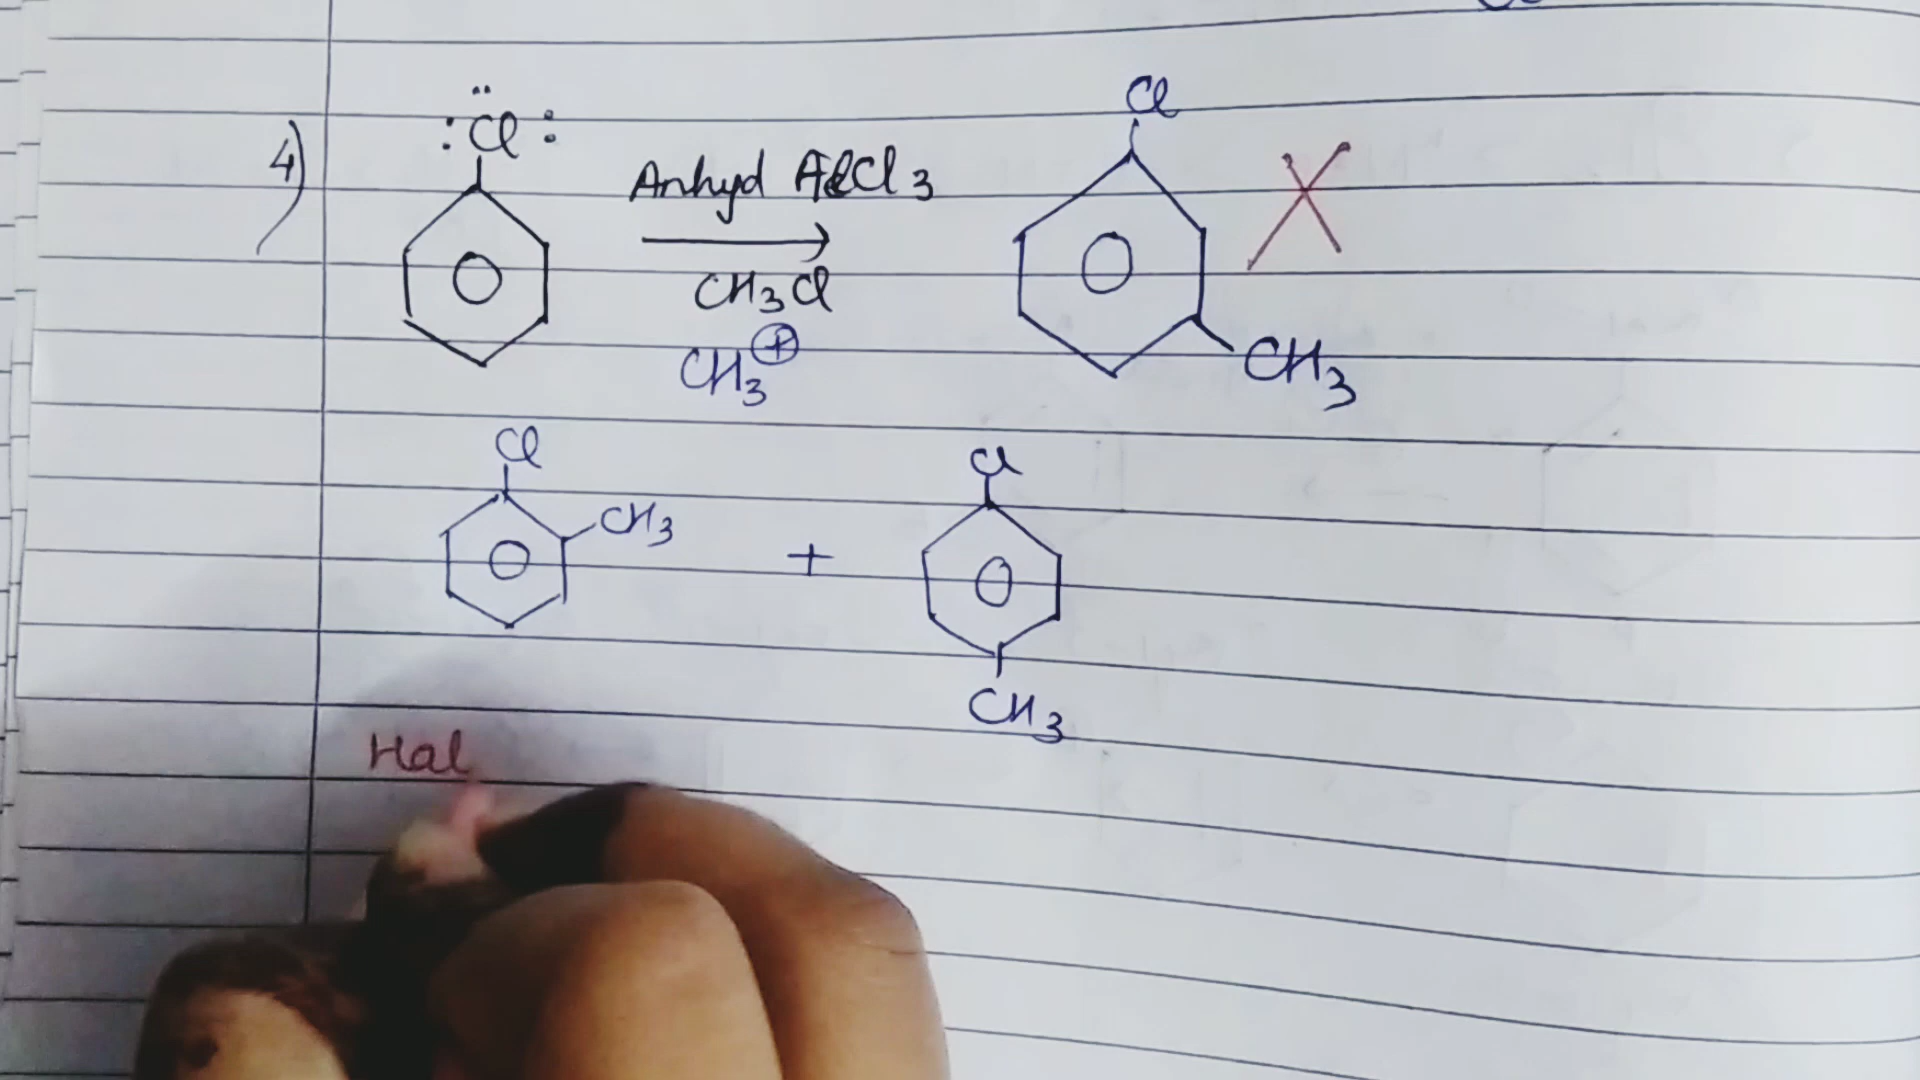 4) :Cl: Anhyd AlCl3 Cl
CH3Cl
CH3+ CH3
Cl Cl
CH3 +
CH3
Hal